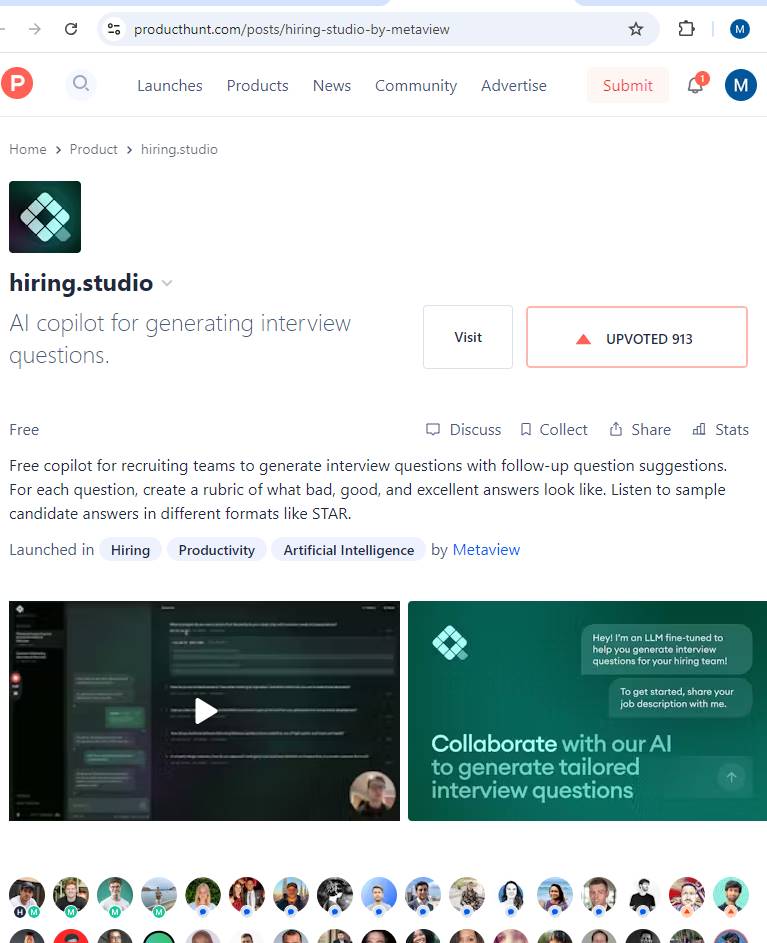 producthunt.com/posts/hiring-studio-by-metaview
M
P
Launches Products News Community Advertise Submit 1 M
Home > Product > hiring.studio
hiring.studio
AI copilot for generating interview
questions.
Visit
UPVOTED 913
Free
Discuss Collect Share Stats
Free copilot for recruiting teams to generate interview questions with follow-up question suggestions.
For each question, create a rubric of what bad, good, and excellent answers look like. Listen to sample
candidate answers in different formats like STAR.
Launched in Hiring Productivity Artificial Intelligence by Metaview
Hey! I'm an LLM fine-tuned to
help you generate interview
questions for your hiring team!
To get started, share your
job description with me.
Collaborate with our AI
to generate tailored
interview questions
H M M M M